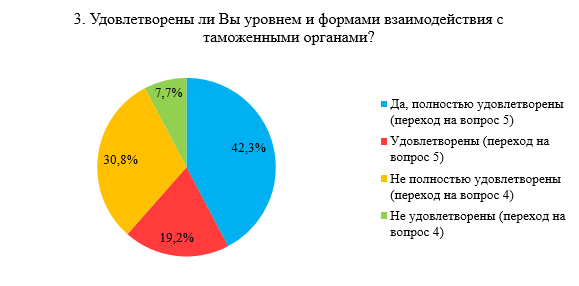 3. Удовлетворены ли Вы уровнем и формами взаимодействия с
таможенными органами?
7,7%
42,3%
30,8%
19,2%
Да, полностью удовлетворены
(переход на вопрос 5)
Удовлетворены (переход на
вопрос 5)
Не полностью удовлетворены
(переход на вопрос 4)
Не удовлетворены (переход на
вопрос 4)